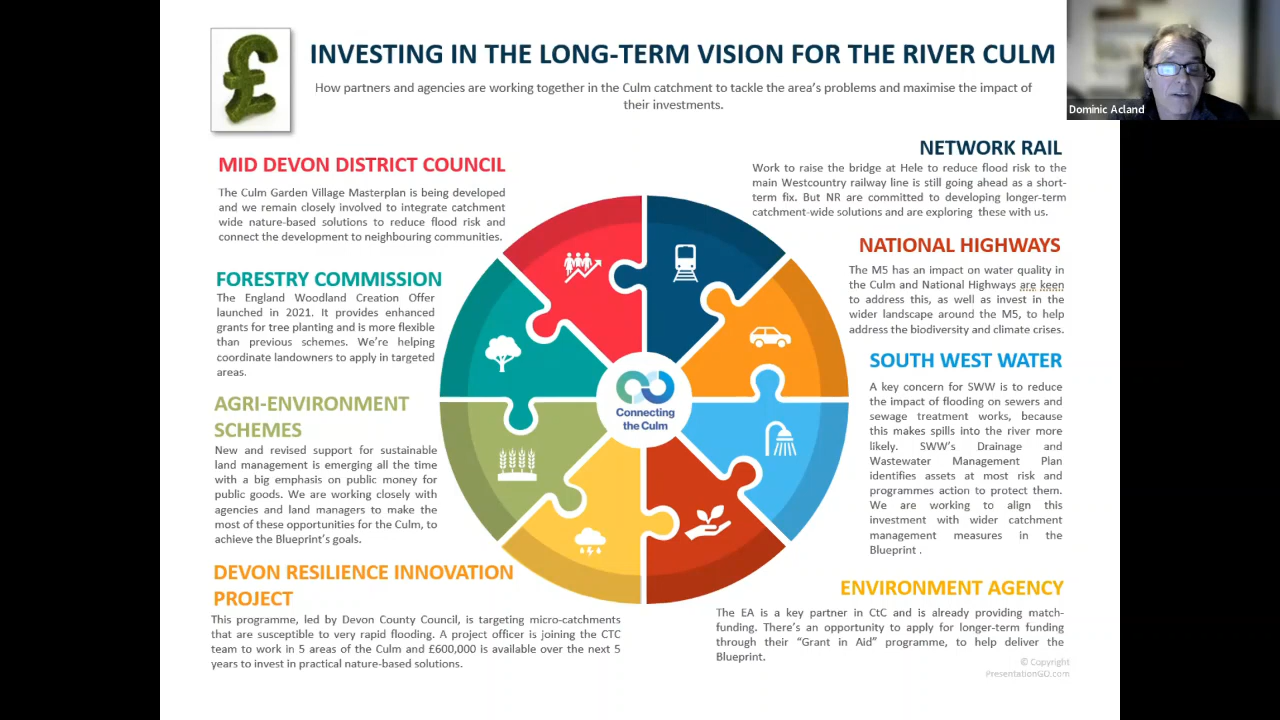 INVESTING IN THE LONG-TERM VISION FOR THE RIVER CULM
How partners and agencies are working together in the Culm catchment to tackle the area's problems and maximise the impact of
their investments.
Dominic Acland
MID DEVON DISTRICT COUNCIL
The Culm Garden Village Masterplan is being developed
and we remain closely involved to integrate catchment
wide nature-based solutions to reduce flood risk and
connect the development to neighbouring communities.
FORESTRY COMMISSION
The England Woodland Creation Offer
launched in 2021. It provides enhanced
grants for tree planting and is more flexible
than previous schemes. We're helping
coordinate landowners to apply in targeted
areas.
AGRI-ENVIRONMENT
SCHEMES
New and revised support for sustainable
land management is emerging all the time
with a big emphasis on public money for
public goods. We are working closely with
agencies and land managers to make the
most of these opportunities for the Culm, to
achieve the Blueprint's goals.
DEVON RESILIENCE INNOVATION
PROJECT
This programme, led by Devon County Council, is targeting micro-catchments
that are susceptible to very rapid flooding. A project officer is joining the CTC
team to work in 5 areas of the Culm and £600,000 is available over the next 5
years to invest in practical nature-based solutions.
Connecting
the Culm
NETWORK RAIL
Work to raise the bridge at Hele to reduce flood risk to the
main Westcountry railway line is still going ahead as a short-
term fix. But NR are committed to developing longer-term
catchment-wide solutions and are exploring these with us.
NATIONAL HIGHWAYS
The M5 has an impact on water quality in
the Culm and National Highways are keen
to address this, as well as invest in the
wider landscape around the M5, to help
address the biodiversity and climate crises.
SOUTH WEST WATER
A key concern for SWW is to reduce
the impact of flooding on sewers and
sewage treatment works, because
this makes spills into the river more
likely. SWW's Drainage and
Wastewater Management Plan
identifies assets at most risk and
programmes action to protect them.
We are working to align this
investment with wider catchment
management measures in the
Blueprint .
ENVIRONMENT AGENCY
The EA is a key partner in CtC and is already providing match-
funding. There's an opportunity to apply for longer-term funding
through their "Grant in Aid" programme, to help deliver the
Blueprint.
© Copyright
PresentationGO.com